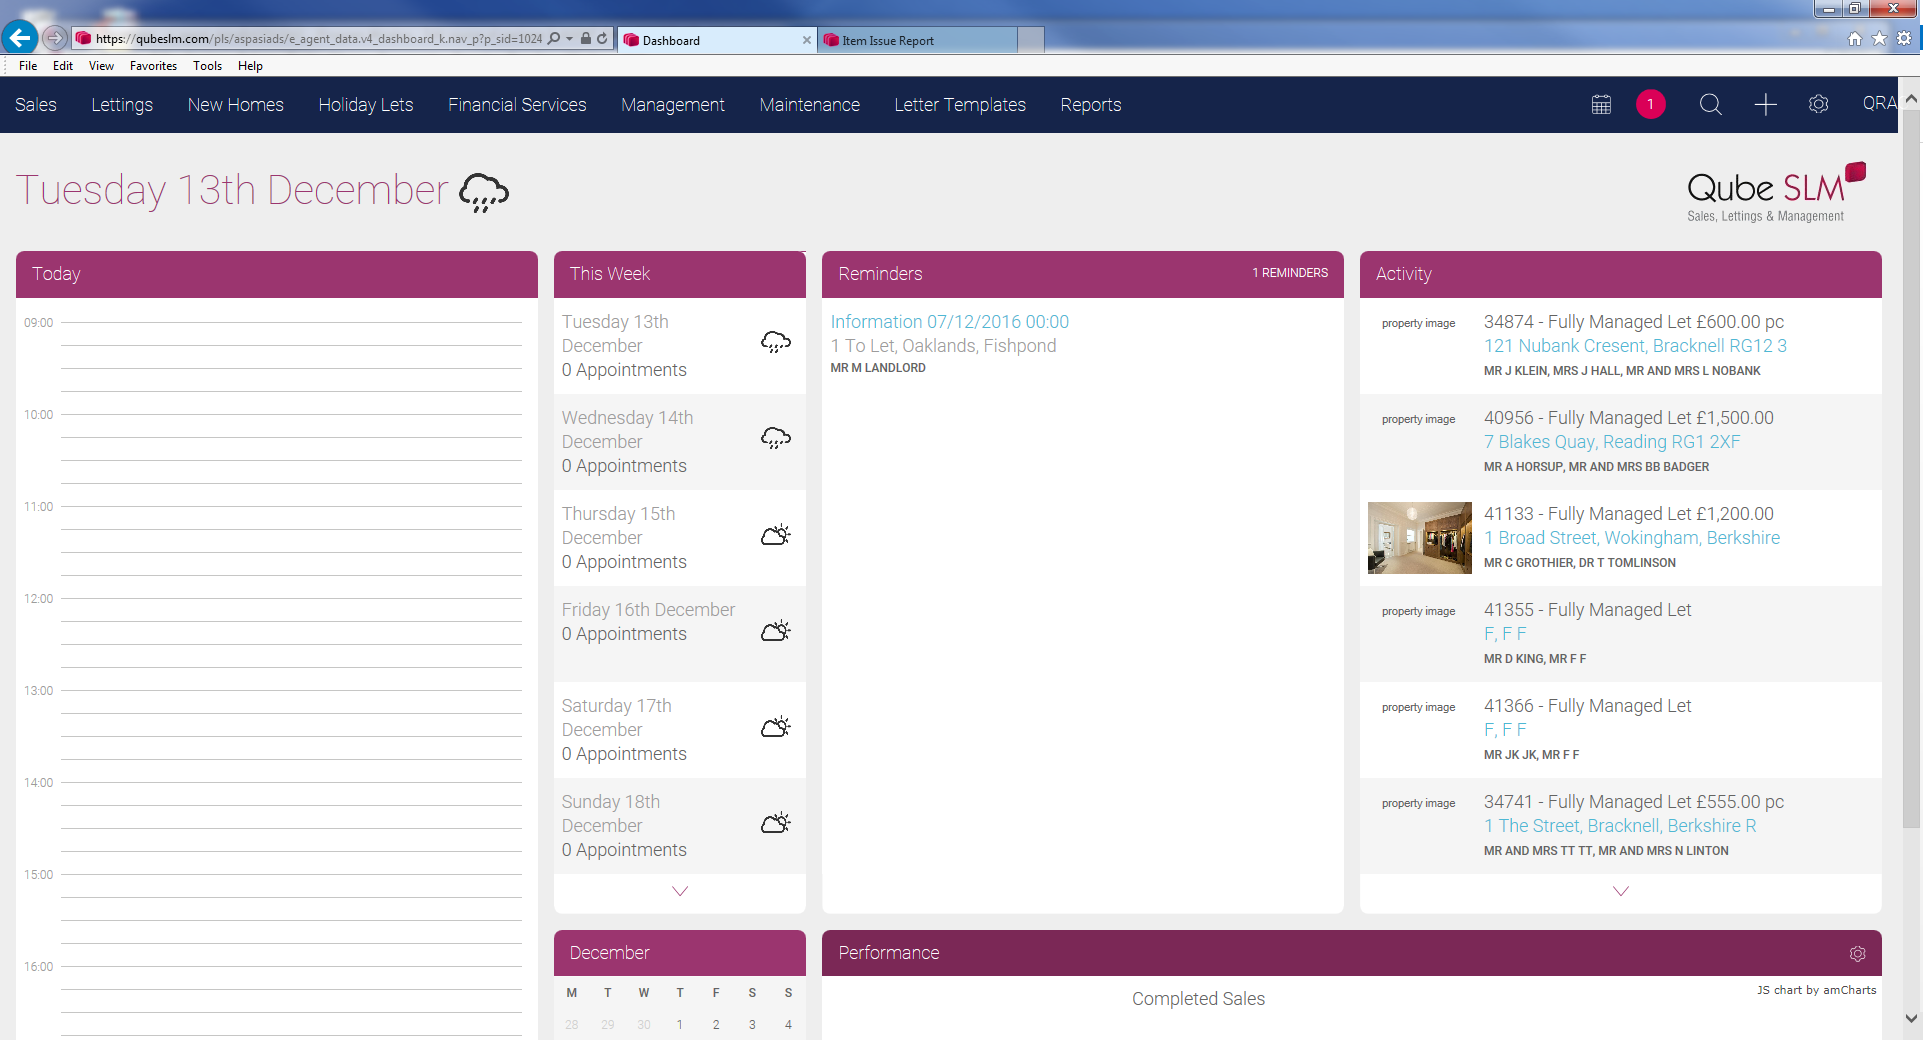 https://qubeslm.com/pls/aspasiads/e_agent_data.v4_dashboard_k.nav_p?p_sid=1024
Dashboard
Item Issue Report
File Edit View Favorites Tools Help
Sales Lettings New Homes Holiday Lets Financial Services Management Maintenance Letter Templates Reports 1 QRA
Tuesday 13th December
Qube SLM
Sales, Lettings & Management
Today
09:00
10:00
11:00
12:00
13:00
14:00
15:00
16:00
This Week
Tuesday 13th
December
0 Appointments
Wednesday 14th
December
0 Appointments
Thursday 15th
December
0 Appointments
Friday 16th December
0 Appointments
Saturday 17th
December
0 Appointments
Sunday 18th
December
0 Appointments
Reminders 1 REMINDERS
Information 07/12/2016 00:00
1 To Let, Oaklands, Fishpond
MR M LANDLORD
Activity
property image
34874 - Fully Managed Let £600.00 pc
121 Nubank Cresent, Bracknell RG12 3
MR J KLEIN, MRS J HALL, MR AND MRS L NOBANK
property image
40956 - Fully Managed Let £1,500.00
7 Blakes Quay, Reading RG1 2XF
MR A HORSUP, MR AND MRS BB BADGER
41133 - Fully Managed Let £1,200.00
1 Broad Street, Wokingham, Berkshire
MR C GROTHIER, DR T TOMLINSON
property image
41355 - Fully Managed Let
F, F F
MR D KING, MR F F
property image
41366 - Fully Managed Let
F, F F
MR JK JK, MR F F
property image
34741 - Fully Managed Let £555.00 pc
1 The Street, Bracknell, Berkshire R
MR AND MRS TT TT, MR AND MRS N LINTON
December
M T W T F S S
28 29 30 1 2 3 4
Performance
Completed Sales
JS chart by amCharts